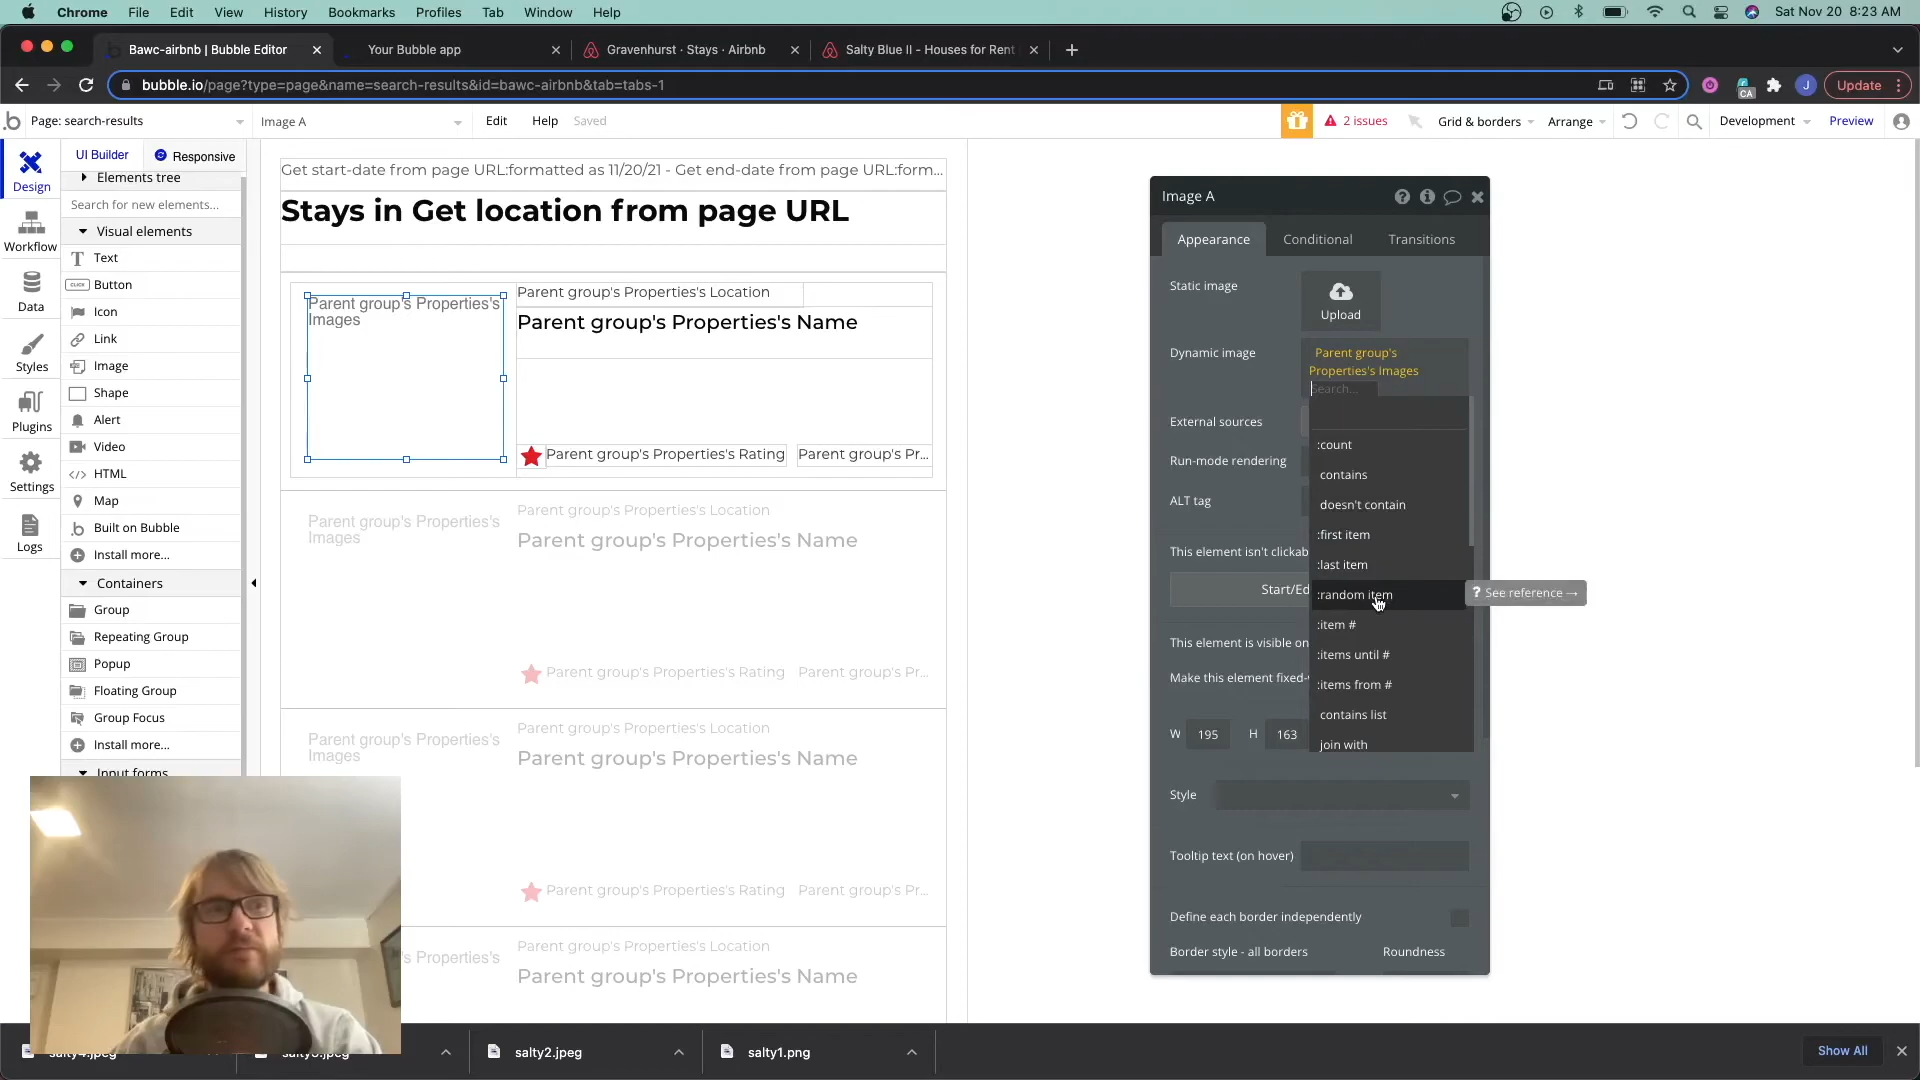 Chrome File Edit View History Bookmarks Profiles Tab Window Help Sat Nov 20 8:23 AM
Bawc-airbnb | Bubble Editor Your Bubble app Gravenhurst · Stays · Airbnb Salty Blue II - Houses for Rent
bubble.io/page?type=page&name=search-results&id=bawc-airbnb&tab=tabs-1 CA J Update
Page: search-results Image A Edit Help Saved 2 issues Grid & borders Arrange Development Preview
Design
Workflow
Data
Styles
Plugins
Settings
Logs
UI Builder Responsive
Elements tree
Search for new elements...
Visual elements
Text
CLICK Button
Icon
Link
Image
Shape
Alert
Video
HTML
Map
Built on Bubble
Install more...
Containers
Group
Repeating Group
Popup
Floating Group
Group Focus
Install more...
Input forms
Get start-date from page URL:formatted as 11/20/21 - Get end-date from page URL:form...
Stays in Get location from page URL
Parent group's Properties's
Images
Parent group's Properties's Location
Parent group's Properties's Name
Parent group's Properties's Rating Parent group's Pr...
Parent group's Properties's
Images
Parent group's Properties's Location
Parent group's Properties's Name
Parent group's Properties's Rating Parent group's Pr...
Parent group's Properties's
Images
Parent group's Properties's Location
Parent group's Properties's Name
Parent group's Properties's Rating Parent group's Pr...
's Properties's
Parent group's Properties's Location
Parent group's Properties's Name
Image A
Appearance Conditional Transitions
Static image
Upload
Dynamic image
Parent group's
Properties's Images
Search...
External sources
Run-mode rendering
ALT tag
This element isn't clickab
Start/Ed
This element is visible on
Make this element fixed-
W 195 H 163
:count
contains
doesn't contain
:first item
:last item
:random item
:item #
:items until #
:items from #
contains list
join with
? See reference →
Style
Tooltip text (on hover)
Define each border independently
Border style - all borders Roundness
salty2.jpeg
salty1.png
Show All